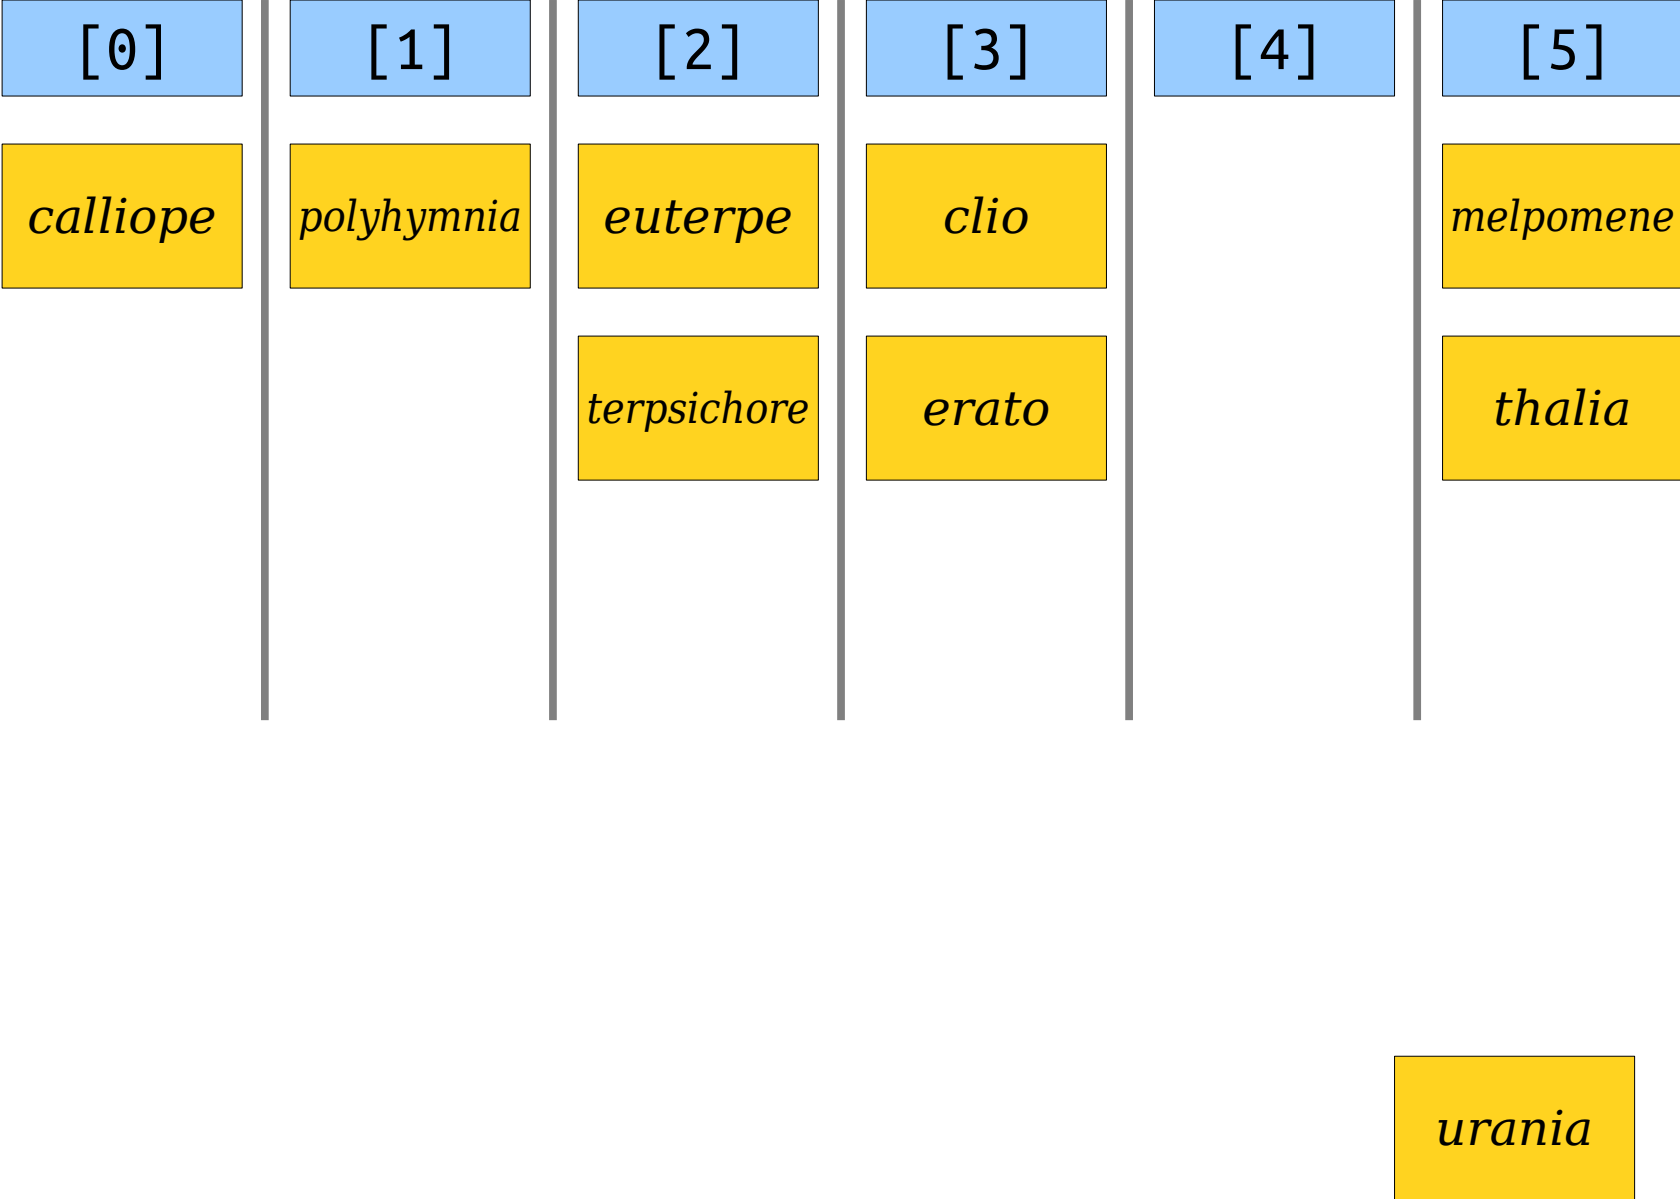 [0] [1] [2] [3] [4] [5]
calliope polyhymnia euterpe clio melpomene
terpsichore erato thalia
urania